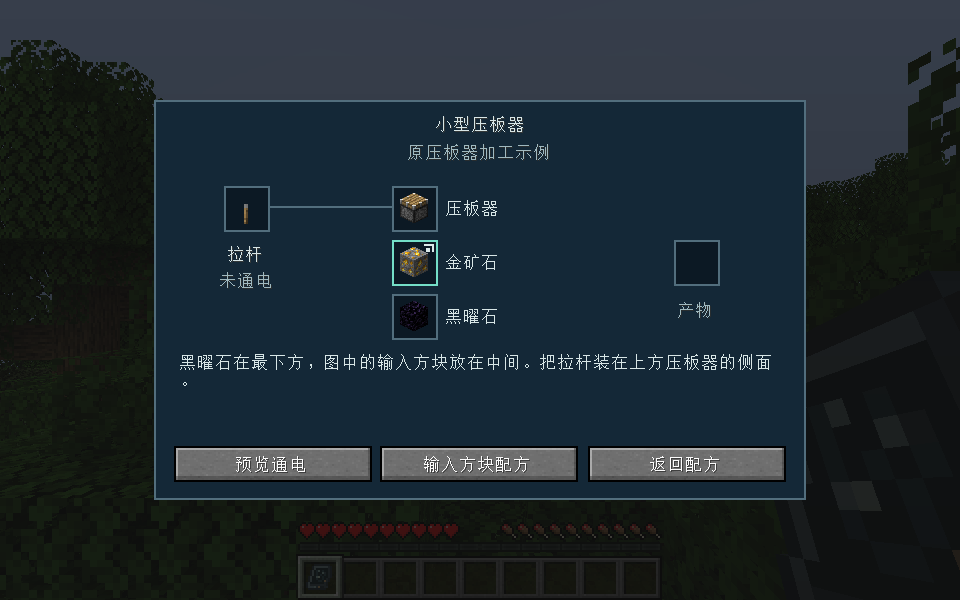 小型压板器
原压板器加工示例
压板器
拉杆
未通电
金矿石
产物
黑曜石
黑曜石在最下方，图中的输入方块放在中间。把拉杆装在上方压板器的侧面
。
预览通电
输入方块配方
返回配方